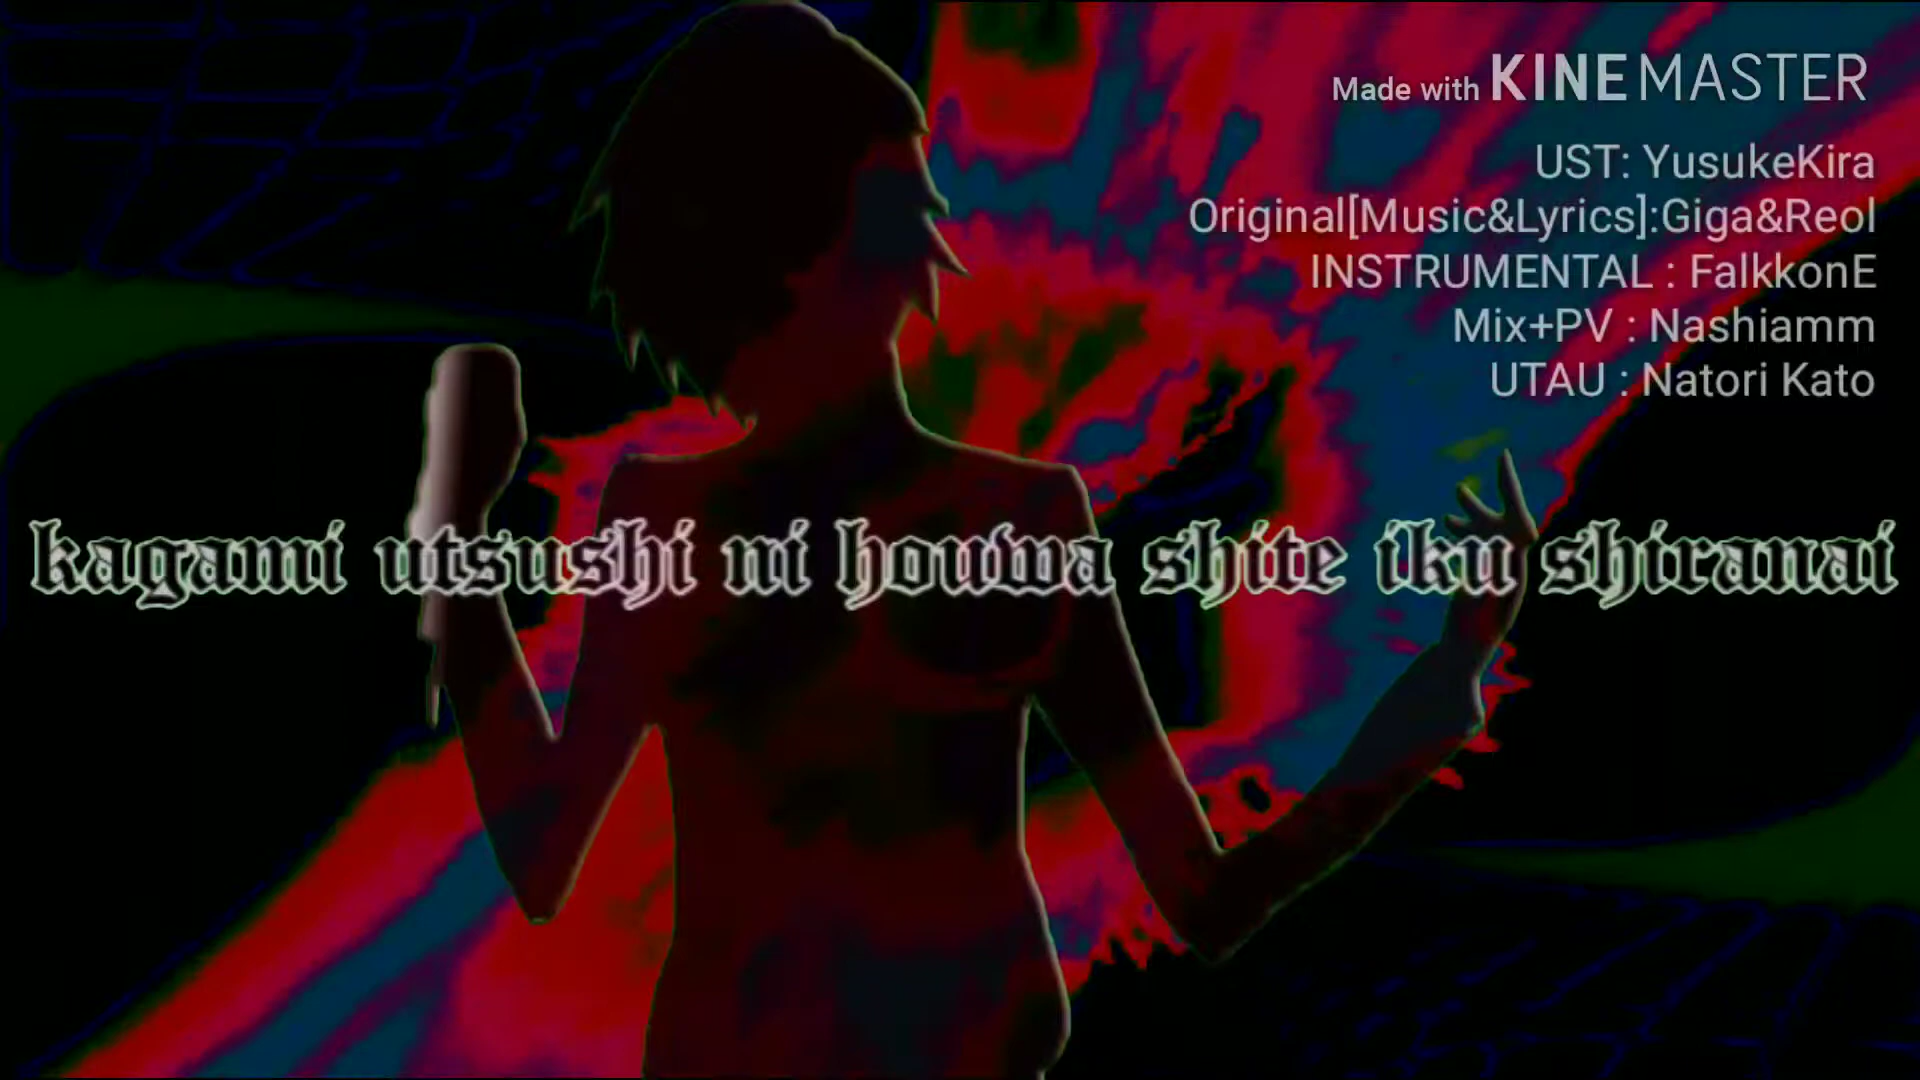 Made with KINEMASTER
UST: YusukeKira
Original[Music&Lyrics]:Giga&Reol
INSTRUMENTAL : FalkkonE
Mix+PV : Nashiamm
UTAU : Natori Kato
kagami utsushi ni houwa shite iku shiranai